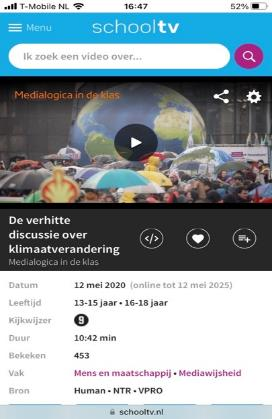 T-Mobile NL 16:47 52%
Menu schooltv
Ik zoek een video over...
Medialogica in de klas
De verhitte
discussie over
klimaatverandering
Medialogica in de klas
Datum 12 mei 2020 (online tot 12 mei 2025)
Leeftijd 13-15 jaar • 16-18 jaar
Kijkwijzer 9
Duur 10:42 min
Bekeken 453
Vak Mens en maatschappij • Mediawijsheid
Bron Human • NTR • VPRO
schooltv.nl